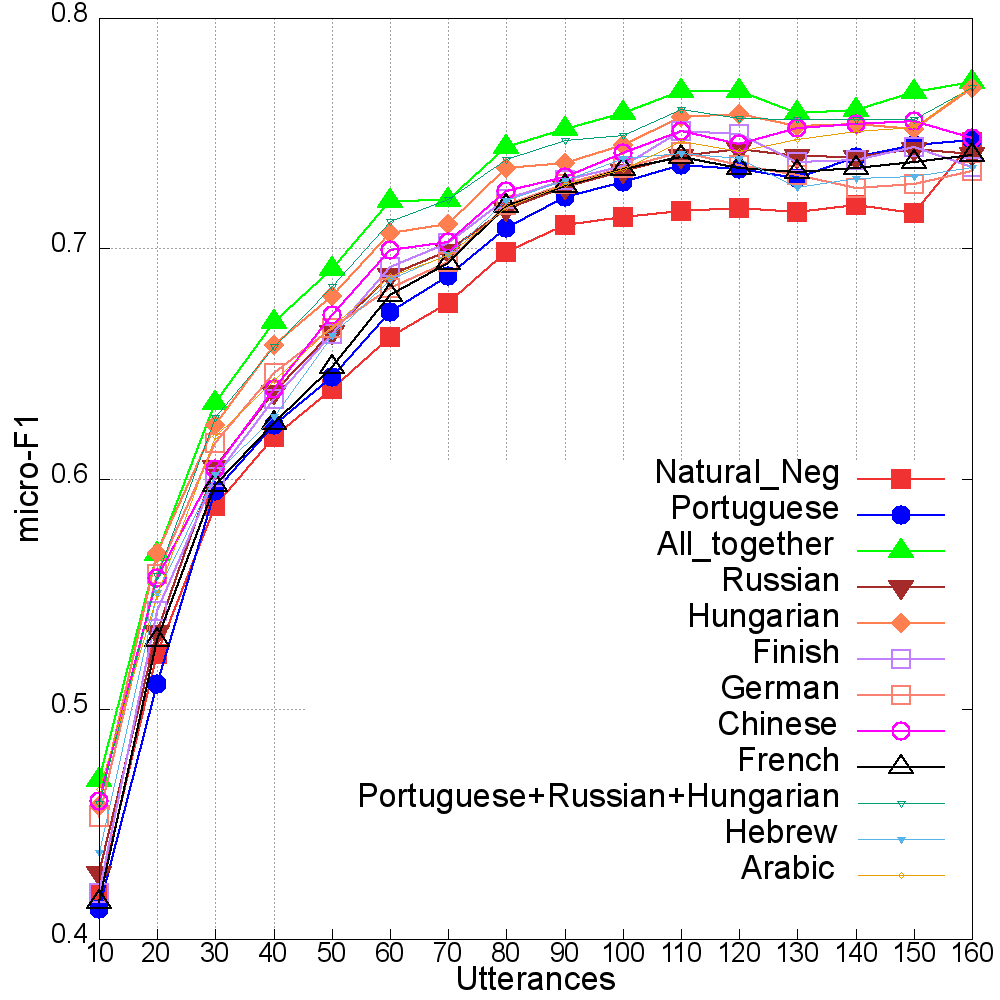 0.8
0.7
0.6
0.5
0.4
micro-F1
Natural_Neg
Portuguese
All_together
Russian
Hungarian
Finish
German
Chinese
French
Portuguese+Russian+Hungarian
Hebrew
Arabic
10 20 30 40 50 60 70 80 90 100 110 120 130 140 150 160
Utterances